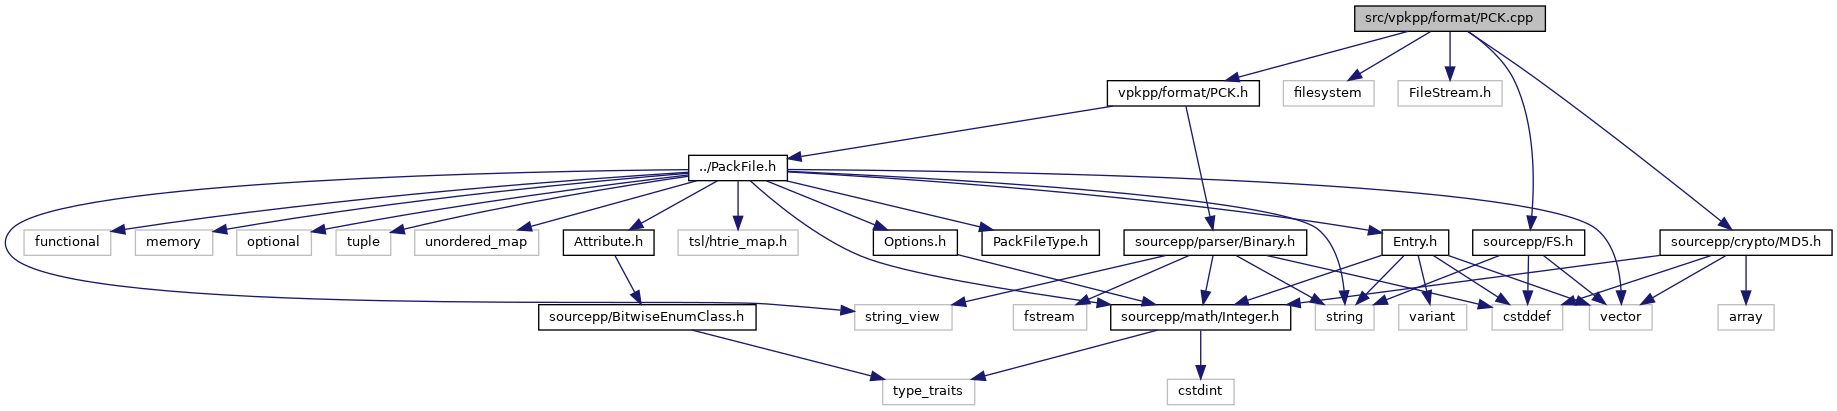 src/vpkpp/format/PCK.cpp
vpkpp/format/PCK.h
filesystem
FileStream.h
../PackFile.h
functional
memory
optional
tuple
unordered_map
Attribute.h
tsl/htrie_map.h
Options.h
PackFileType.h
sourcepp/parser/Binary.h
Entry.h
sourcepp/FS.h
sourcepp/crypto/MD5.h
sourcepp/BitwiseEnumClass.h
string_view
fstream
sourcepp/math/Integer.h
string
variant
cstddef
vector
array
type_traits
cstdint